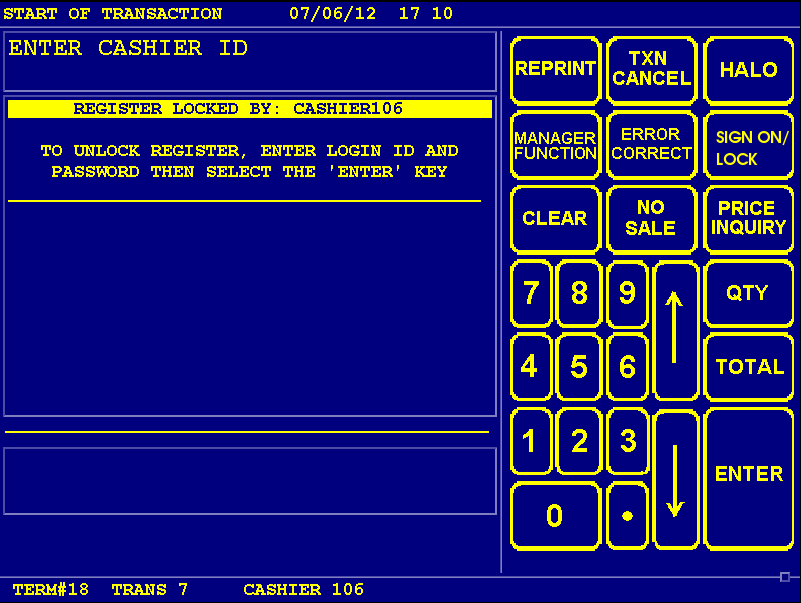 START OF TRANSACTION 07/06/12 17 10
ENTER CASHIER ID
REGISTER LOCKED BY: CASHIER106
TO UNLOCK REGISTER, ENTER LOGIN ID AND
PASSWORD THEN SELECT THE 'ENTER' KEY
REPRINT
TXN
CANCEL
HALO
MANAGER
FUNCTION
ERROR
CORRECT
SIGN ON/
LOCK
CLEAR
NO
SALE
PRICE
INQUIRY
7
8
9
QTY
4
5
6
TOTAL
1
2
3
ENTER
0
.
TERM#18 TRANS 7 CASHIER 106